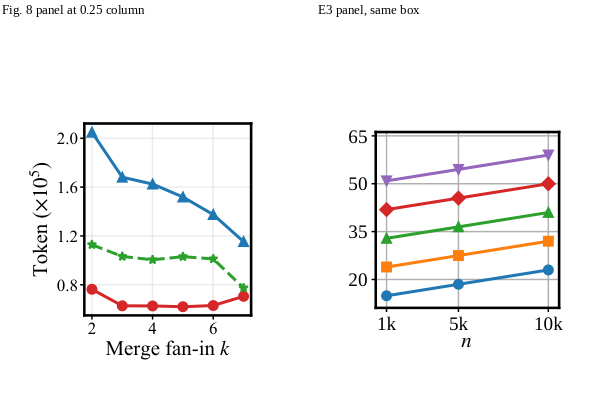 Fig. 8 panel at 0.25 column
E3 panel, same box
Token (×10⁵)
2.0
1.6
1.2
0.8
2 4 6
Merge fan-in k
65
50
35
20
1k 5k 10k
n